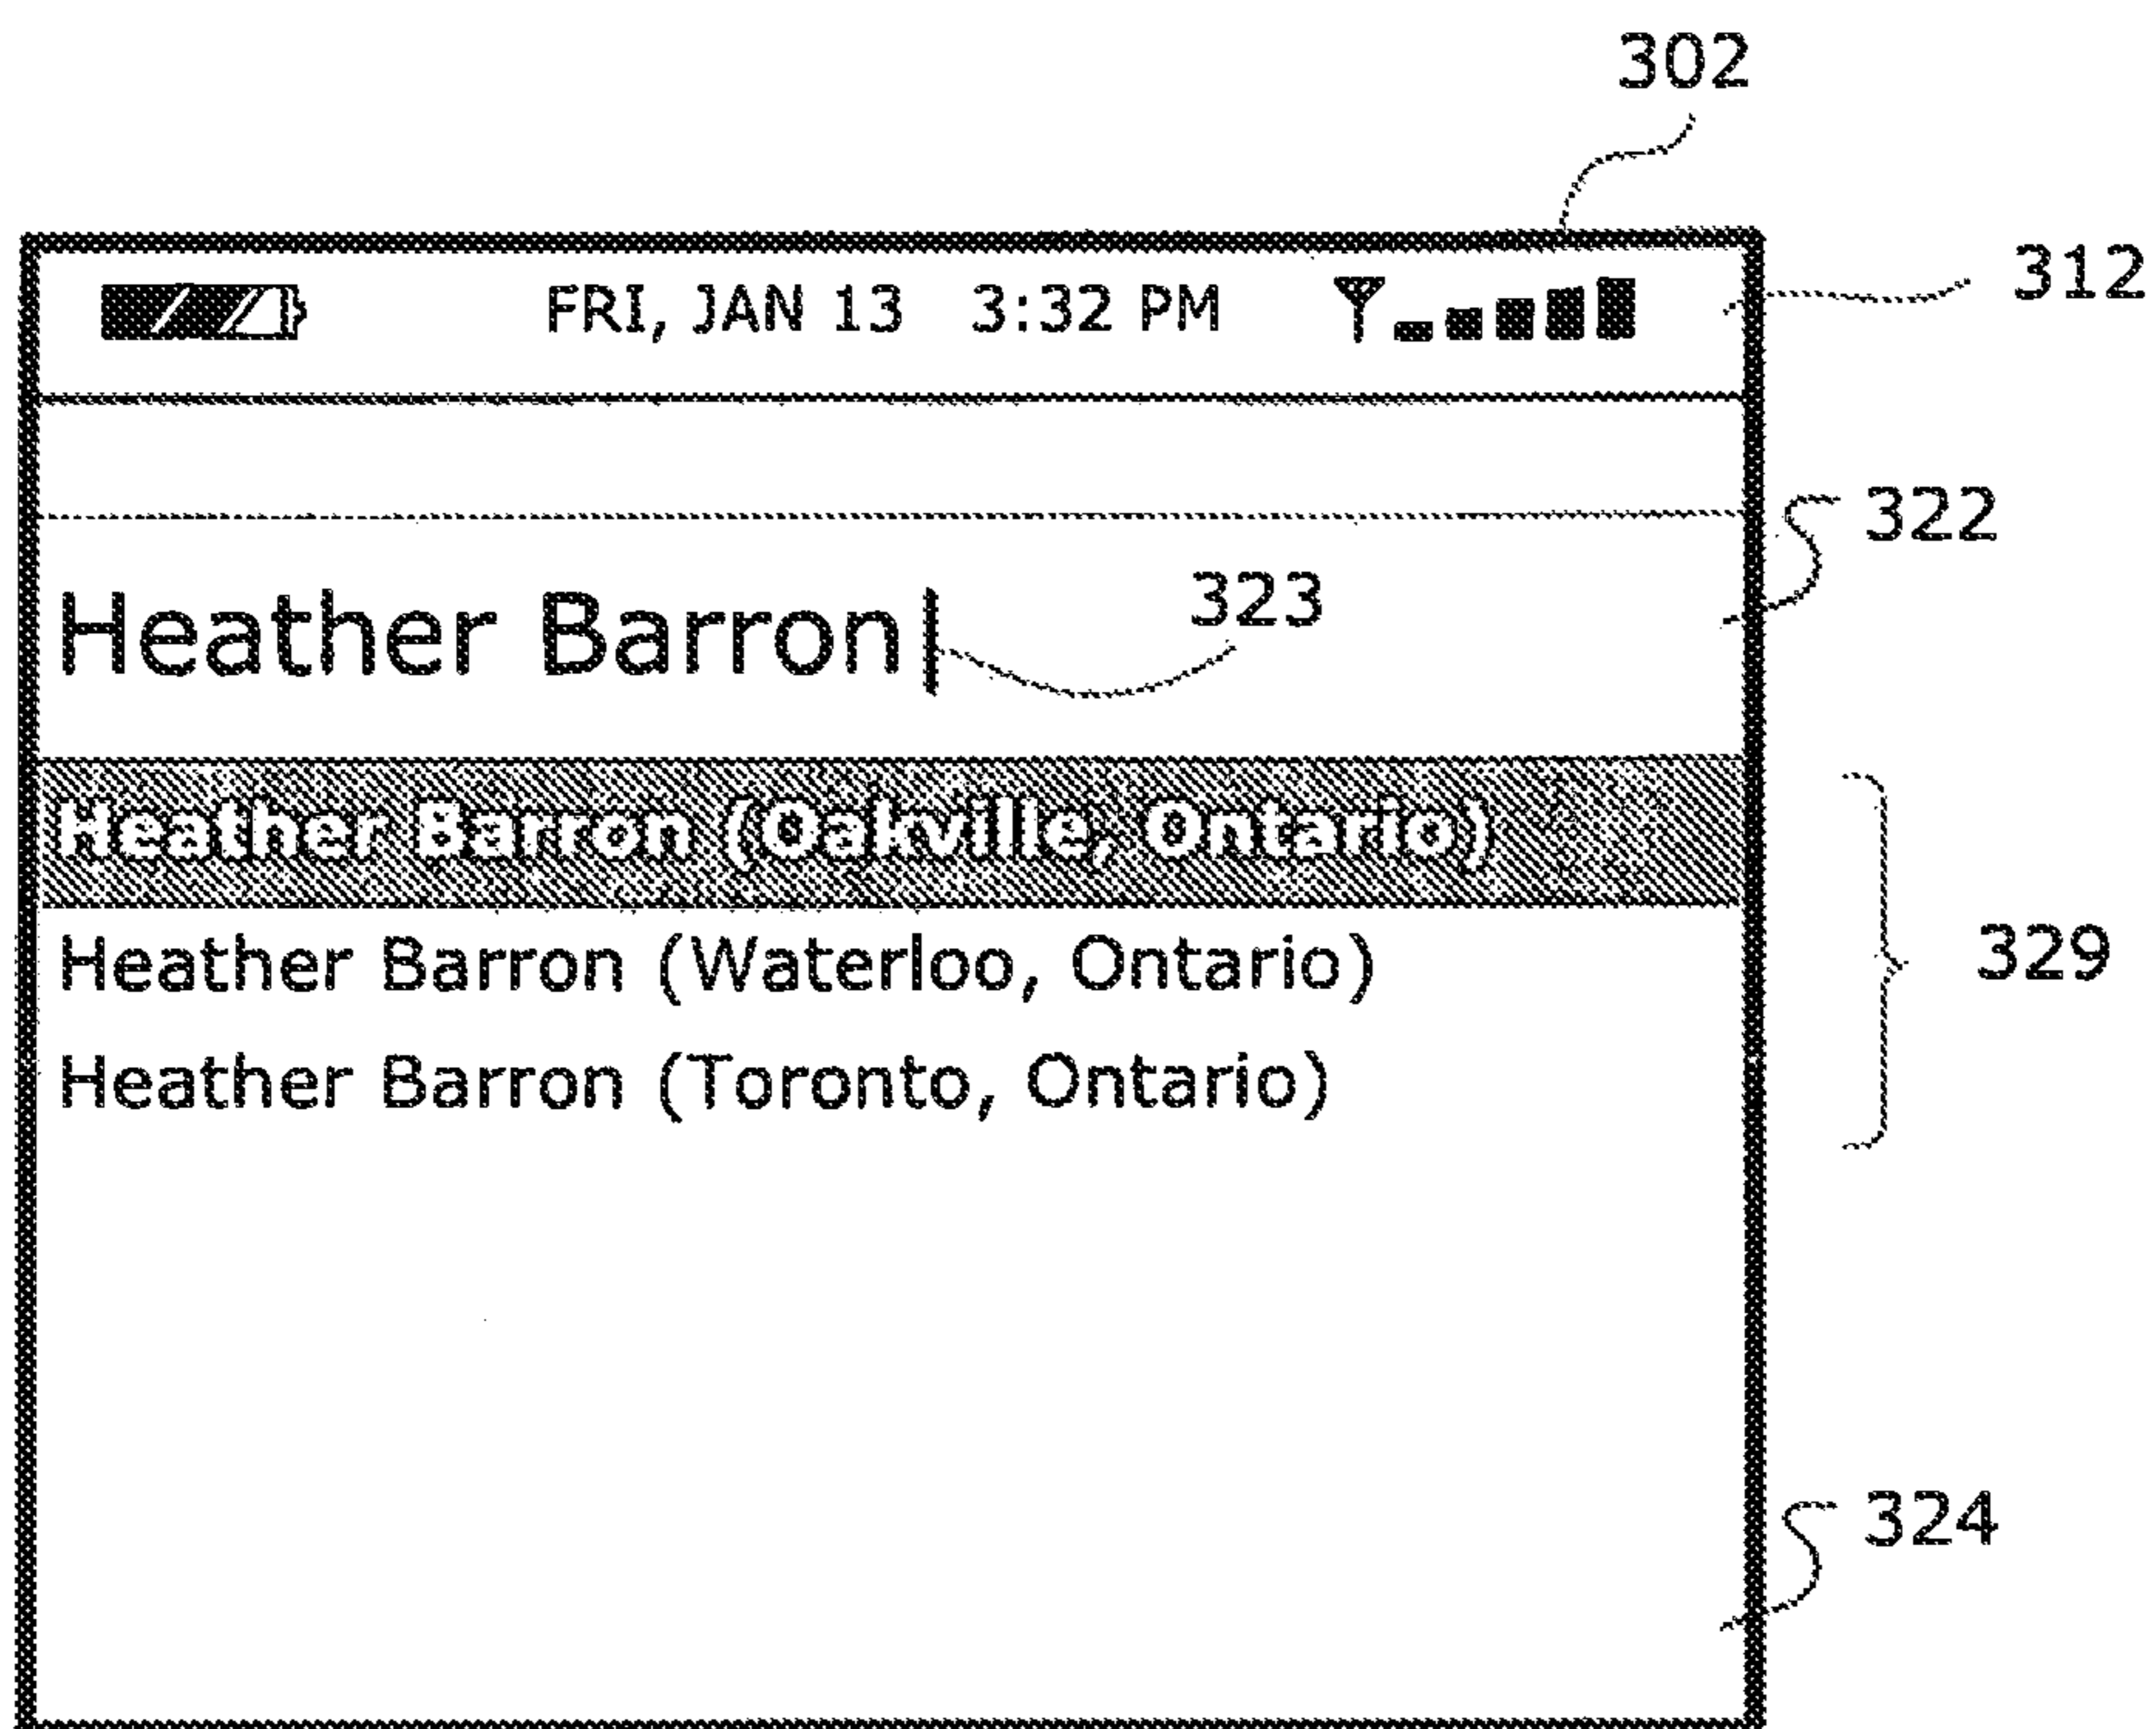 302
FRI, JAN 13 3:32 PM
312
322
Heather Barron
323
Heather Barron (Oakville, Ontario)
Heather Barron (Waterloo, Ontario)
329
Heather Barron (Toronto, Ontario)
324